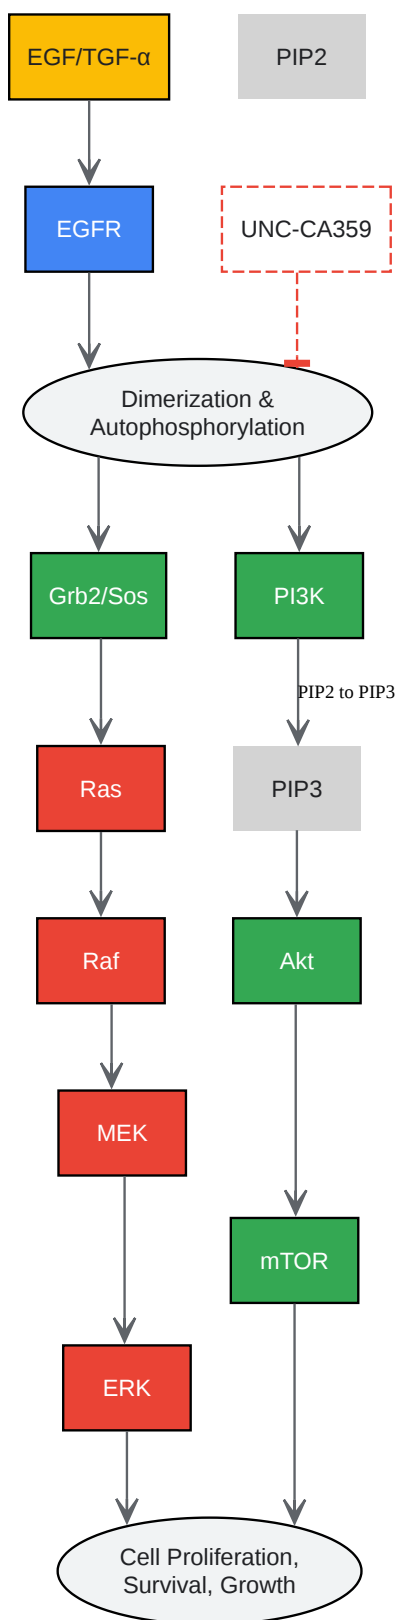 EGF/TGF-α
PIP2
EGFR
UNC-CA359
Dimerization &
Autophosphorylation
Grb2/Sos
PI3K
PIP2 to PIP3
Ras
PIP3
Raf
Akt
MEK
mTOR
ERK
Cell Proliferation,
Survival, Growth